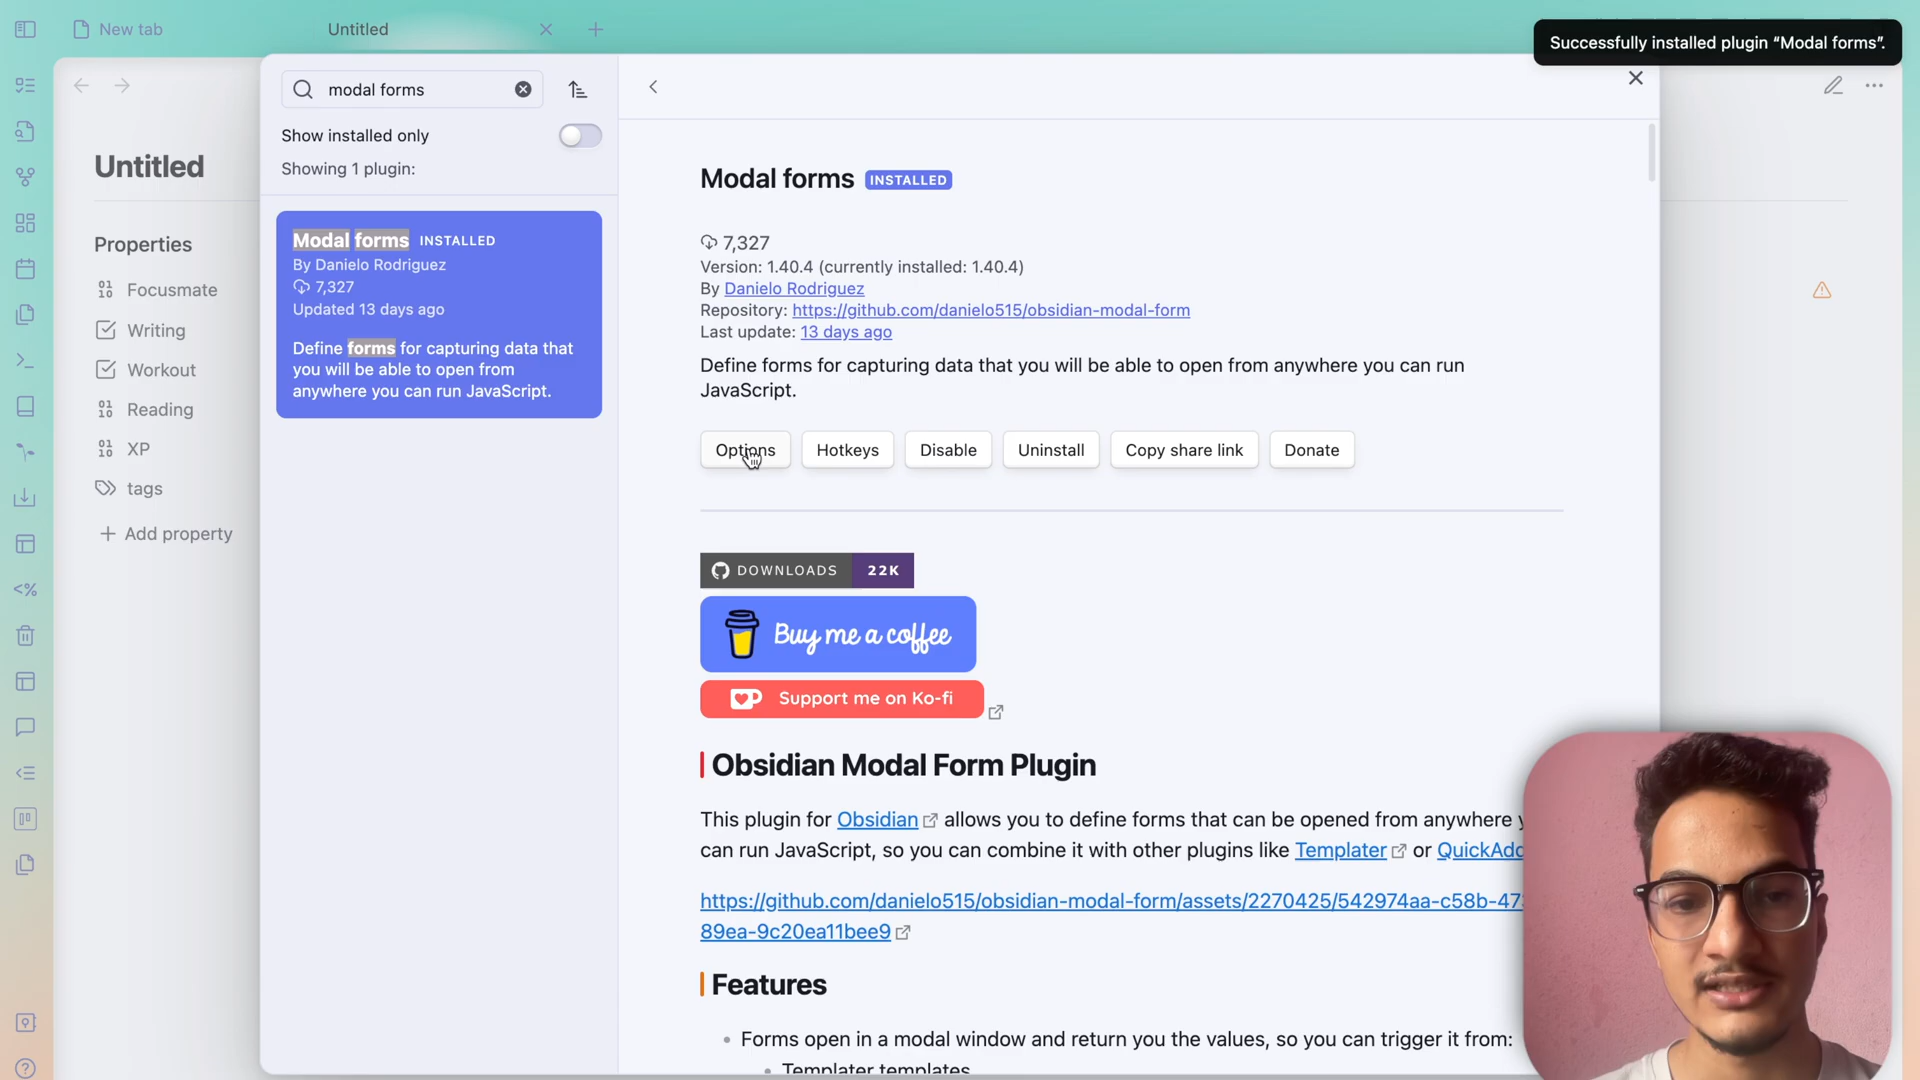 New tab
Untitled
Successfully installed plugin “Modal forms”.
modal forms
Show installed only
Showing 1 plugin:
Modal forms INSTALLED
By Danielo Rodriguez
7,327
Updated 13 days ago
Define forms for capturing data that
you will be able to open from
anywhere you can run JavaScript.
Untitled
Properties
Focusmate
Writing
Workout
Reading
XP
tags
Add property
Modal forms INSTALLED
7,327
Version: 1.40.4 (currently installed: 1.40.4)
By Danielo Rodriguez
Repository: https://github.com/danielo515/obsidian-modal-form
Last update: 13 days ago
Define forms for capturing data that you will be able to open from anywhere you can run
JavaScript.
Options Hotkeys Disable Uninstall Copy share link Donate
DOWNLOADS 22K
Buy me a coffee
Support me on Ko-fi
Obsidian Modal Form Plugin
This plugin for Obsidian allows you to define forms that can be opened from anywhere
can run JavaScript, so you can combine it with other plugins like Templater or QuickAdd
https://github.com/danielo515/obsidian-modal-form/assets/2270425/542974aa-c58b-47
89ea-9c20ea11bee9
Features
Forms open in a modal window and return you the values, so you can trigger it from:
Templater templates